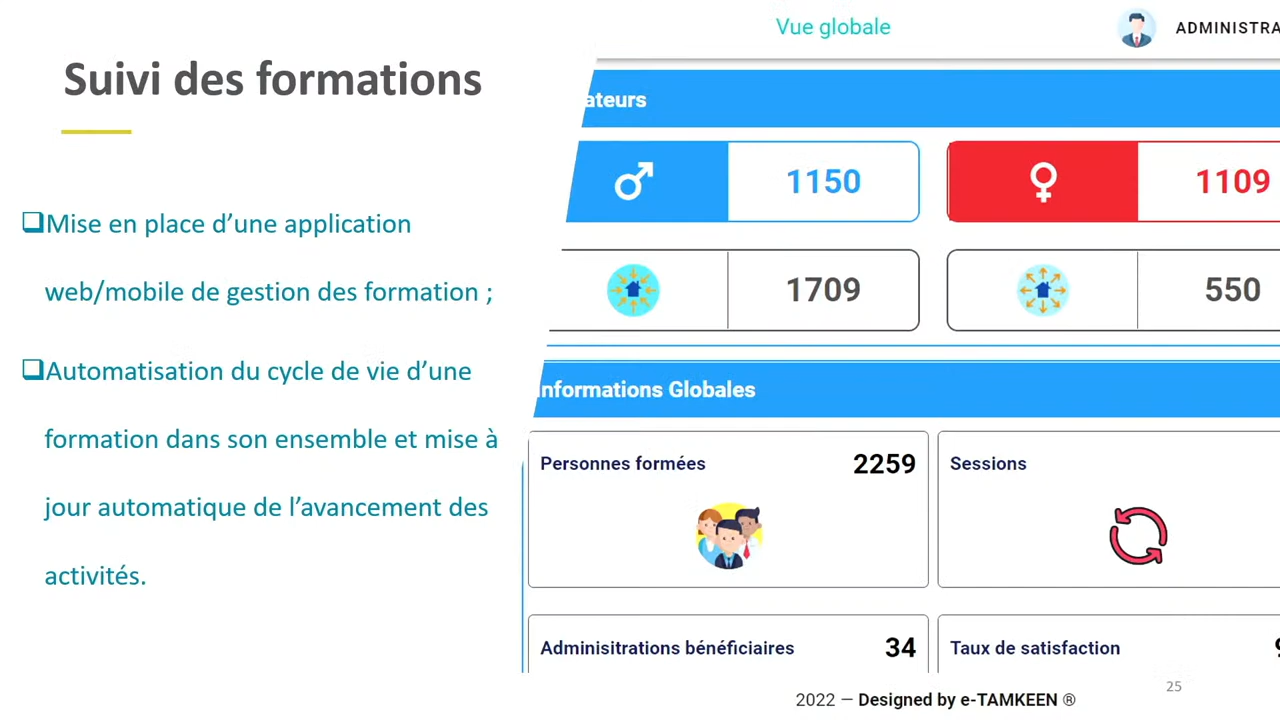 Suivi des formations
❑Mise en place d’une application
web/mobile de gestion des formation ;
❑Automatisation du cycle de vie d’une
formation dans son ensemble et mise à
jour automatique de l’avancement des
activités.
Vue globale
ADMINISTRA
ateurs
1150
1109
1709
550
nformations Globales
Personnes formées
2259
Sessions
Adminisitrations bénéficiaires
34
Taux de satisfaction
2022 — Designed by e-TAMKEEN ®
25